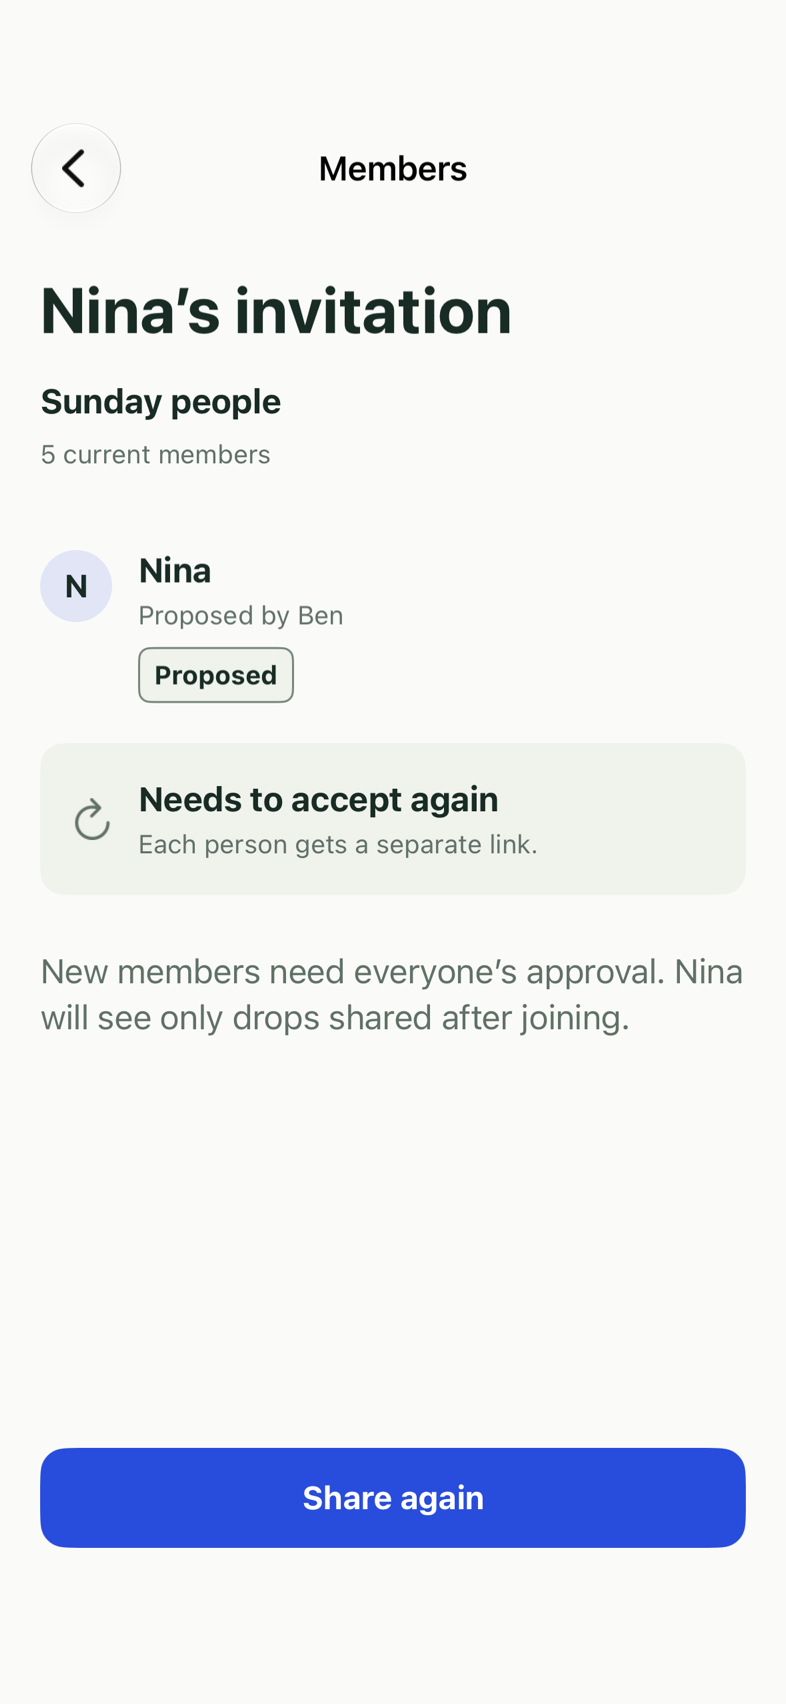 Members
Nina’s invitation
Sunday people
5 current members
N
Nina
Proposed by Ben
Proposed
Needs to accept again
Each person gets a separate link.
New members need everyone’s approval. Nina
will see only drops shared after joining.
Share again